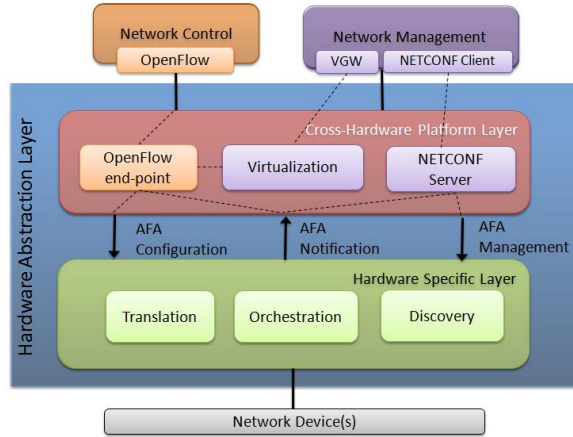 Network Control
OpenFlow
Network Management
VGW
NETCONF Client
Hardware Abstraction Layer
Cross-Hardware Platform Layer
OpenFlow
end-point
Virtualization
NETCONF
Server
AFA
Configuration
AFA
Notification
AFA
Management
Hardware Specific Layer
Translation
Orchestration
Discovery
Network Device(s)